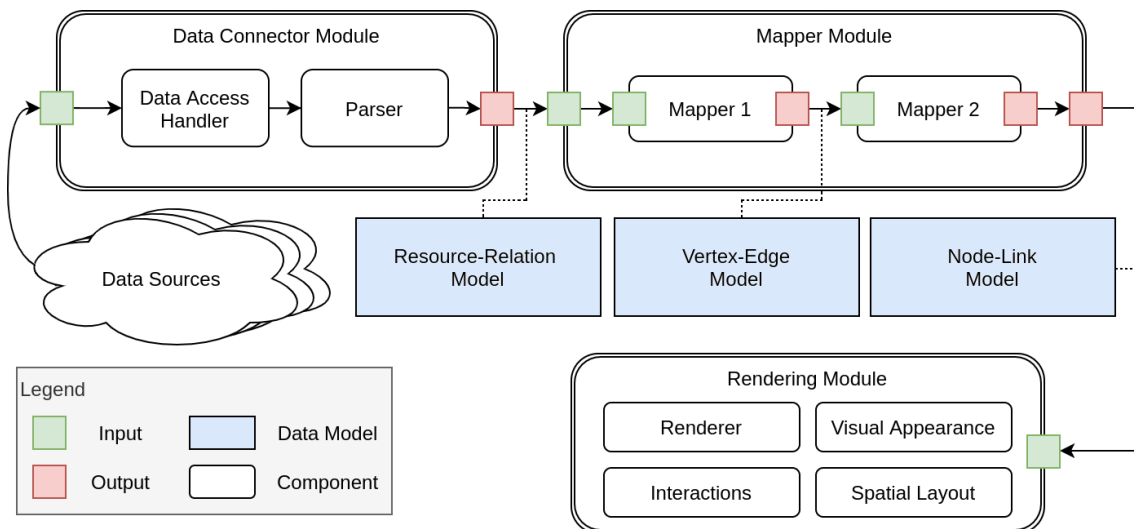 Data Connector Module
Mapper Module
Data Access
Handler
Parser
Mapper 1
Mapper 2
Data Sources
Resource-Relation
Model
Vertex-Edge
Model
Node-Link
Model
Legend
Input
Data Model
Output
Component
Rendering Module
Renderer
Visual Appearance
Interactions
Spatial Layout